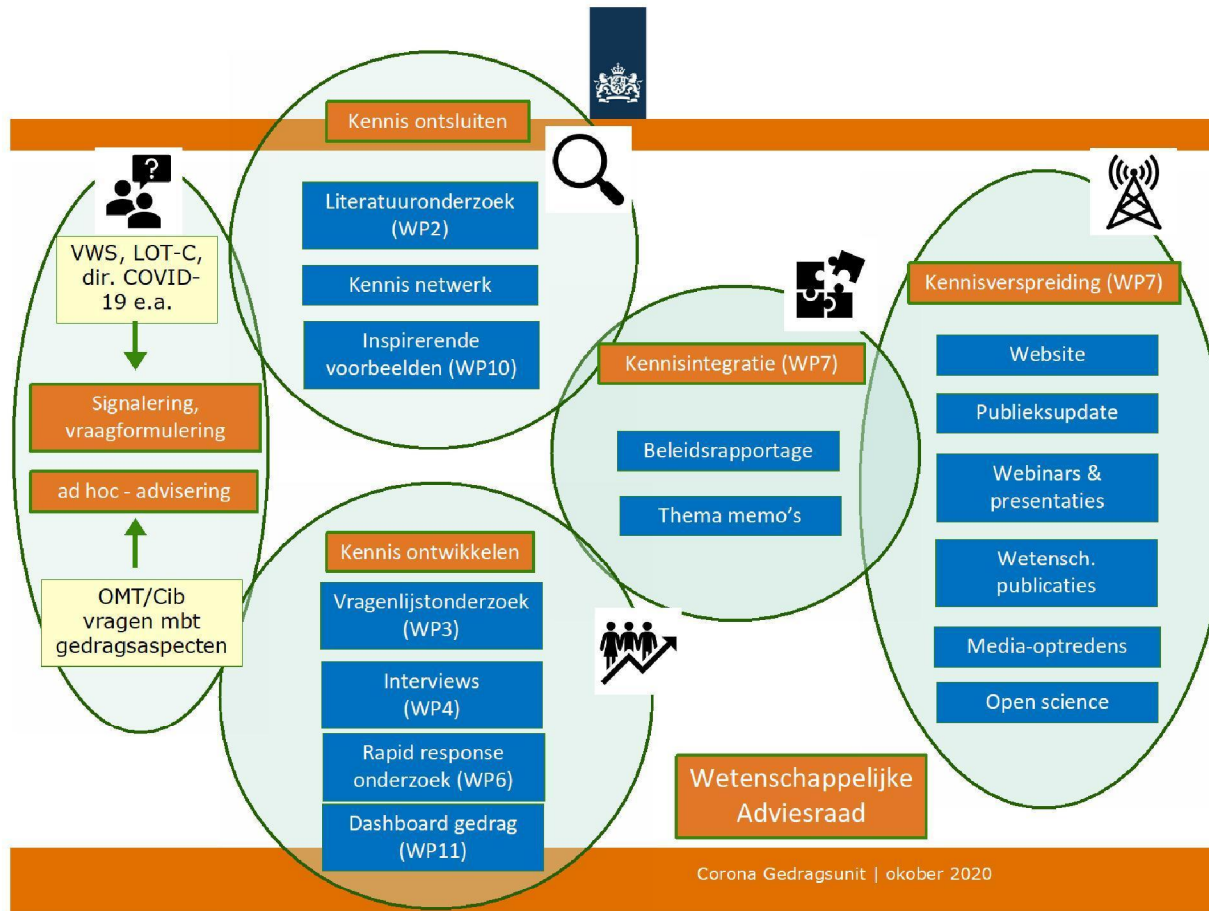 Kennis ontsluiten
Literatuuronderzoek
(WP2)
Kennis netwerk
Inspirerende
voorbeelden (WP10)
?
VWS, LOT-C,
dir. COVID-
19 e.a.
Signalering,
vraagformulering
ad hoc - advisering
OMT/Cib
vragen mbt
gedragsaspecten
Kennis ontwikkelen
Vragenlijstonderzoek
(WP3)
Interviews
(WP4)
Rapid response
onderzoek (WP6)
Dashboard gedrag
(WP11)
Kennisintegratie (WP7)
Beleidsrapportage
Thema memo's
Kennisverspreiding (WP7)
Website
Publieksupdate
Webinars &
presentaties
Wetensch.
publicaties
Media-optredens
Open science
Wetenschappelijke
Adviesraad
Corona Gedragsunit | okober 2020